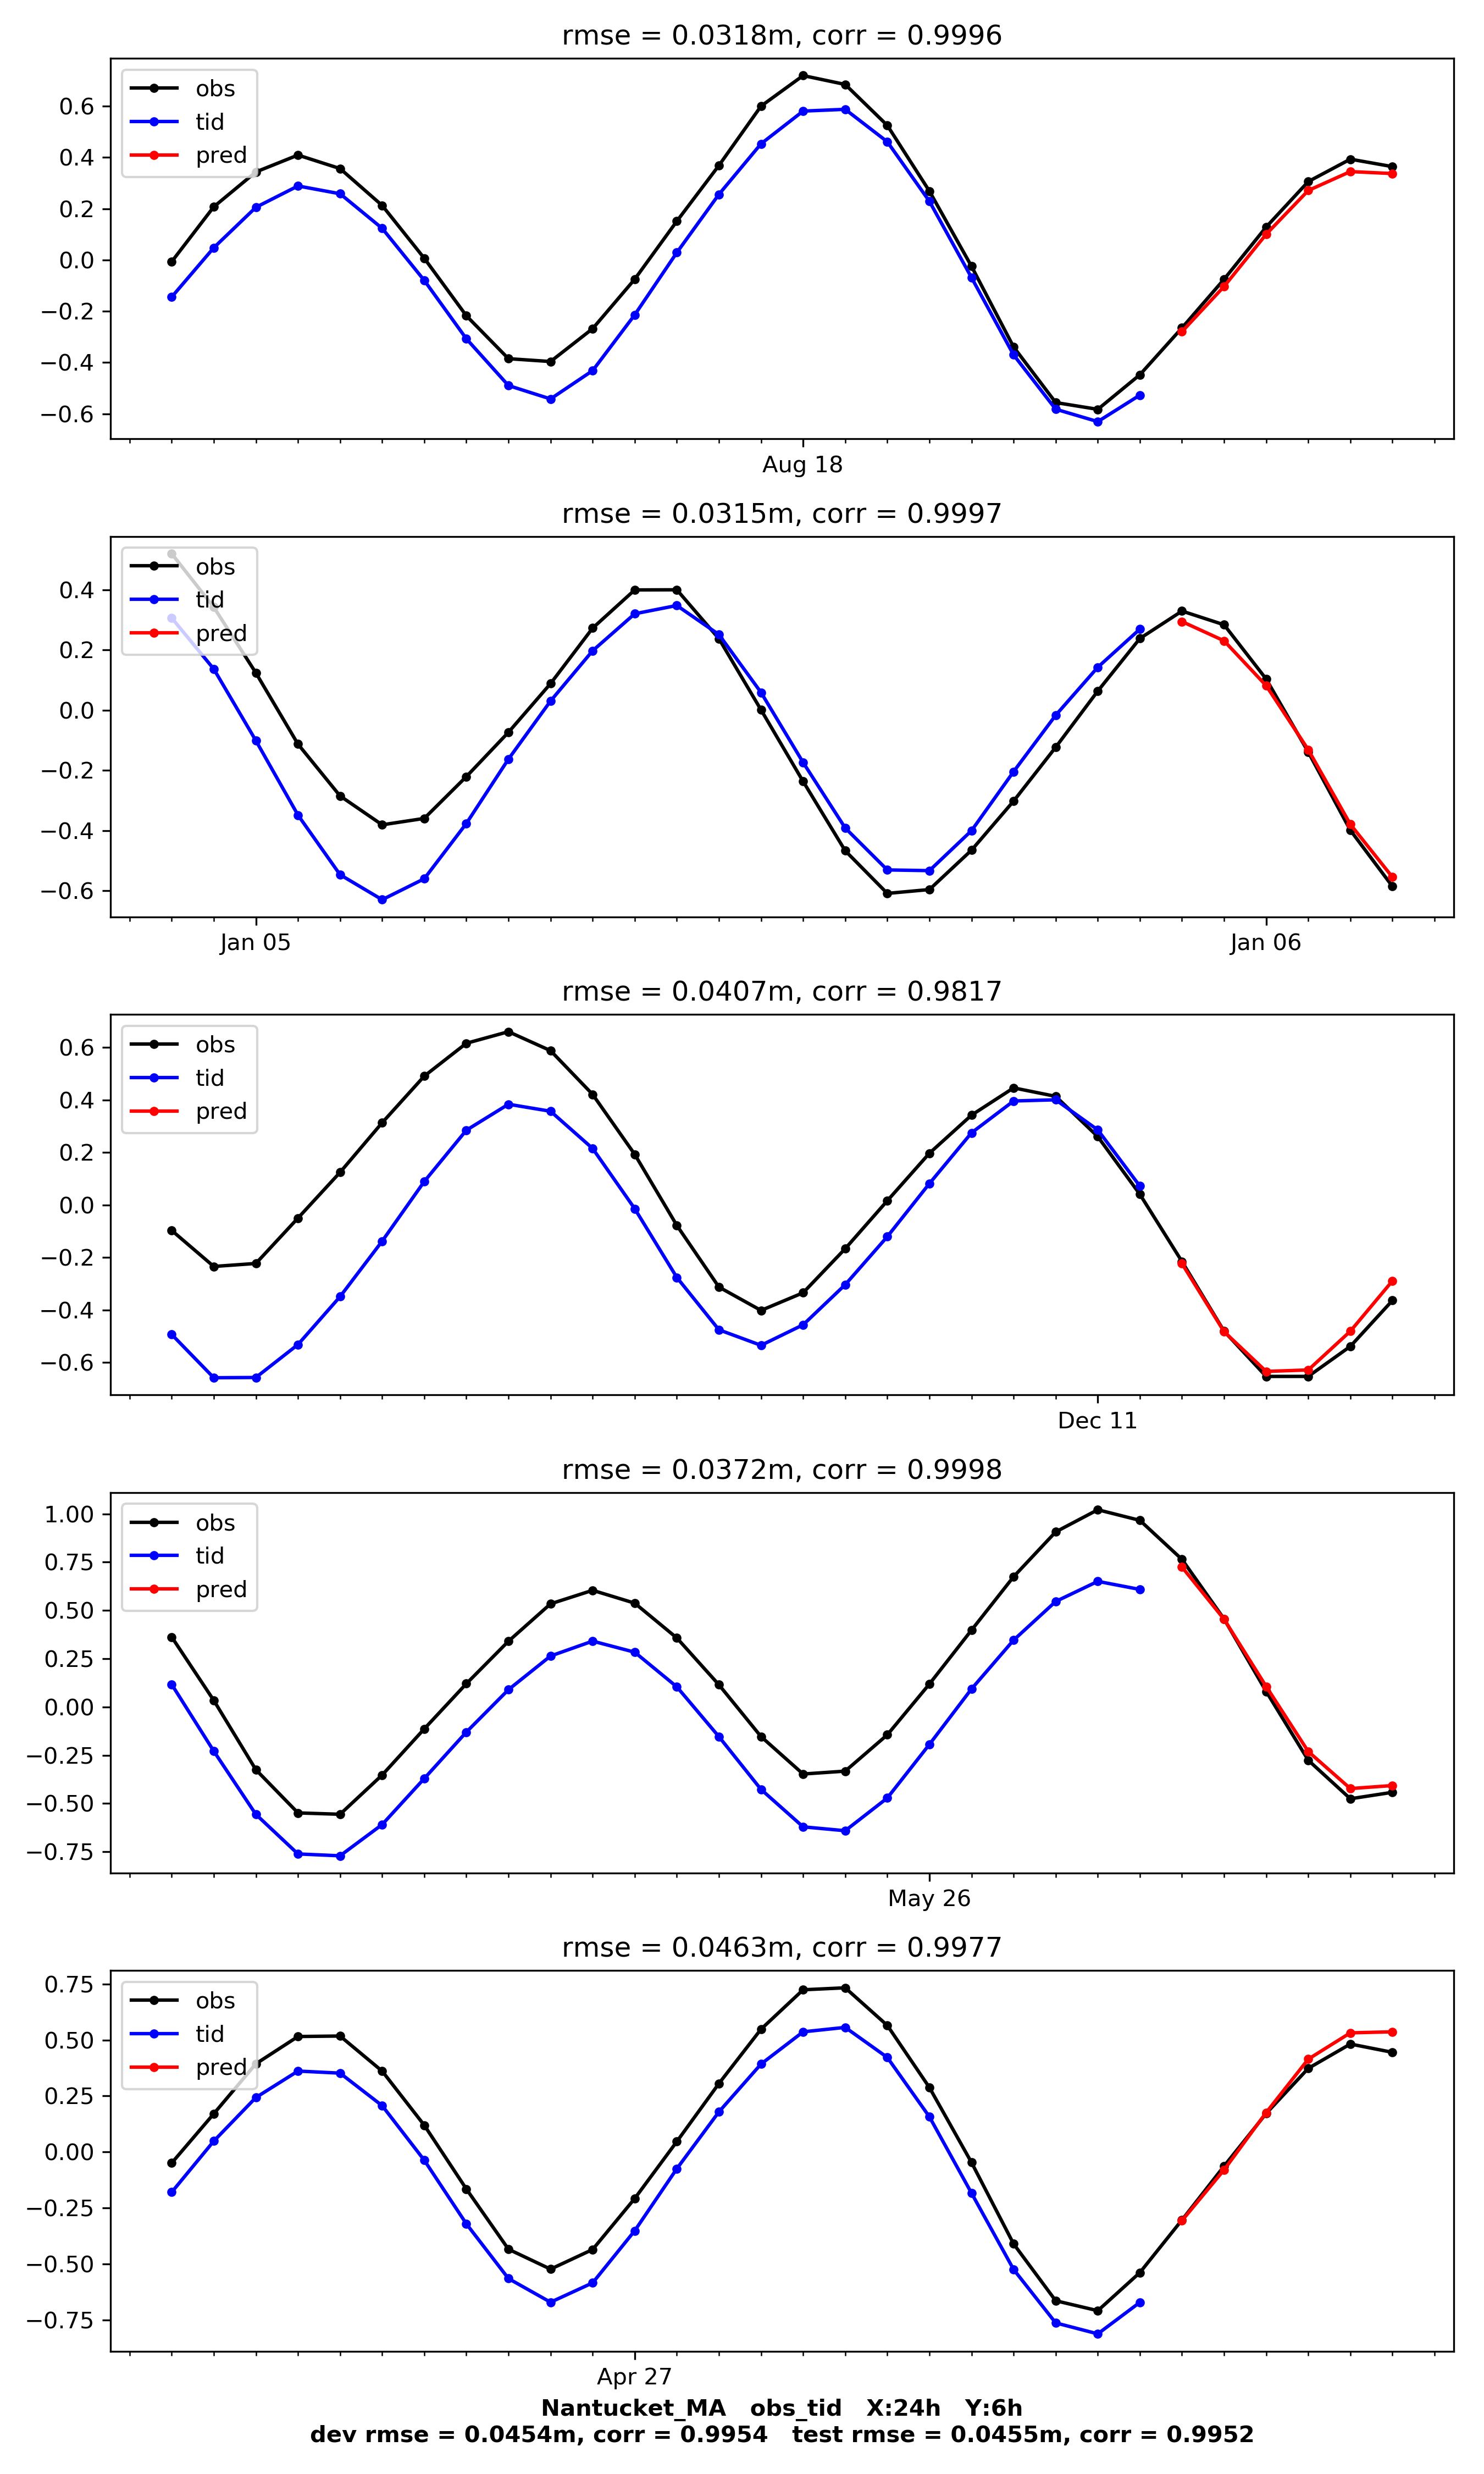 rmse = 0.0318m, corr = 0.9996
obs
tid
pred
0.6
0.4
0.2
0.0
−0.2
−0.4
−0.6
Aug 18
rmse = 0.0315m, corr = 0.9997
obs
tid
pred
0.4
0.2
0.0
−0.2
−0.4
−0.6
Jan 05 Jan 06
rmse = 0.0407m, corr = 0.9817
obs
tid
pred
0.6
0.4
0.2
0.0
−0.2
−0.4
−0.6
Dec 11
rmse = 0.0372m, corr = 0.9998
obs
tid
pred
1.00
0.75
0.50
0.25
0.00
−0.25
−0.50
−0.75
May 26
rmse = 0.0463m, corr = 0.9977
obs
tid
pred
0.75
0.50
0.25
0.00
−0.25
−0.50
−0.75
Apr 27
Nantucket_MA obs_tid X:24h Y:6h
dev rmse = 0.0454m, corr = 0.9954 test rmse = 0.0455m, corr = 0.9952